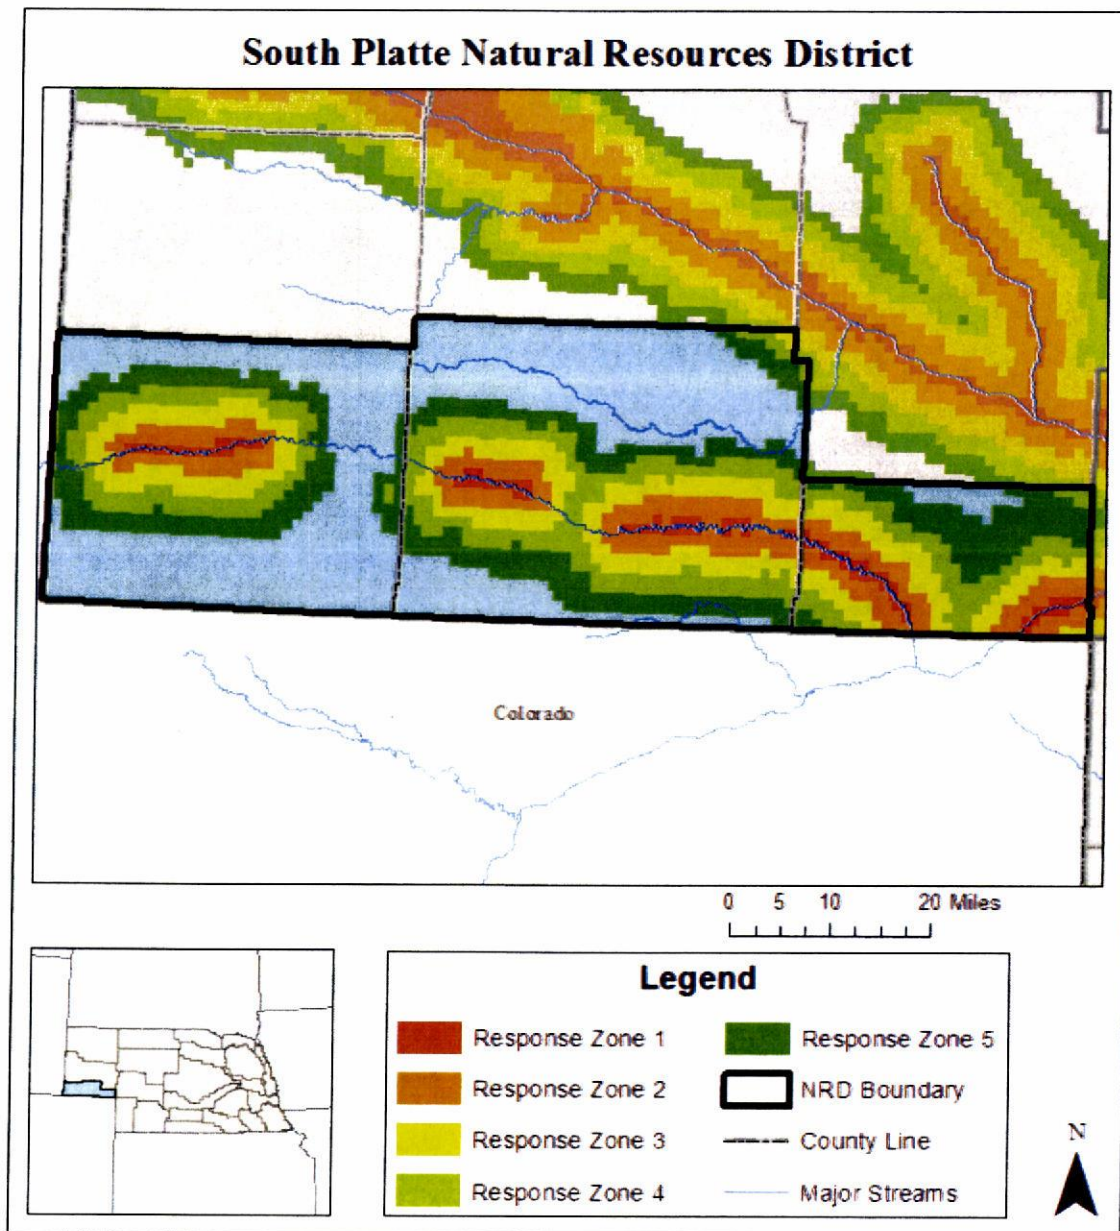 South Platte Natural Resources District
Colorado
0 5 10 20 Miles
Legend
Response Zone 1
Response Zone 2
Response Zone 3
Response Zone 4
Response Zone 5
NRD Boundary
County Line
Major Streams
N